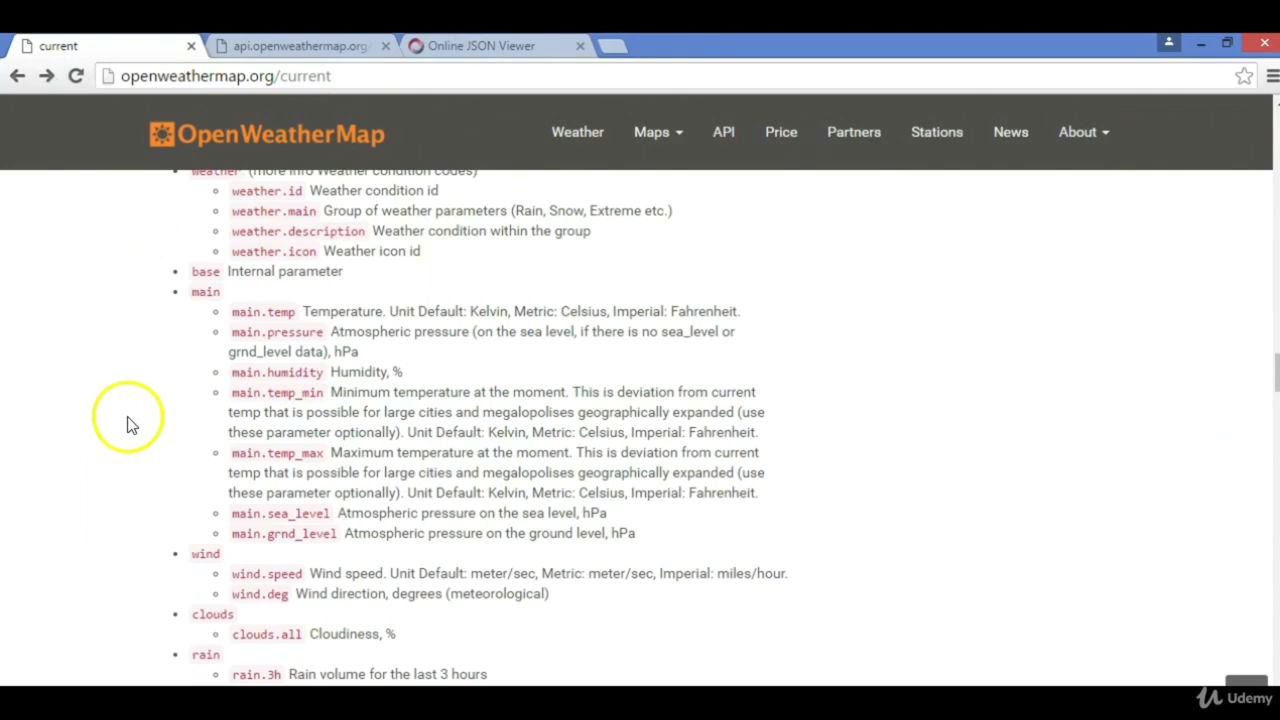 current
api.openweathermap.org
Online JSON Viewer
openweathermap.org/current
OpenWeatherMap
Weather
Maps
API
Price
Partners
Stations
News
About
weather (more info Weather condition codes)
weather.id Weather condition id
weather.main Group of weather parameters (Rain, Snow, Extreme etc.)
weather.description Weather condition within the group
weather.icon Weather icon id
base Internal parameter
main
main.temp Temperature. Unit Default: Kelvin, Metric: Celsius, Imperial: Fahrenheit.
main.pressure Atmospheric pressure (on the sea level, if there is no sea_level or
grnd_level data), hPa
main.humidity Humidity, %
main.temp_min Minimum temperature at the moment. This is deviation from current
temp that is possible for large cities and megalopolises geographically expanded (use
these parameter optionally). Unit Default: Kelvin, Metric: Celsius, Imperial: Fahrenheit.
main.temp_max Maximum temperature at the moment. This is deviation from current
temp that is possible for large cities and megalopolises geographically expanded (use
these parameter optionally). Unit Default: Kelvin, Metric: Celsius, Imperial: Fahrenheit.
main.sea_level Atmospheric pressure on the sea level, hPa
main.grnd_level Atmospheric pressure on the ground level, hPa
wind
wind.speed Wind speed. Unit Default: meter/sec, Metric: meter/sec, Imperial: miles/hour.
wind.deg Wind direction, degrees (meteorological)
clouds
clouds.all Cloudiness, %
rain
rain.3h Rain volume for the last 3 hours
Udemy